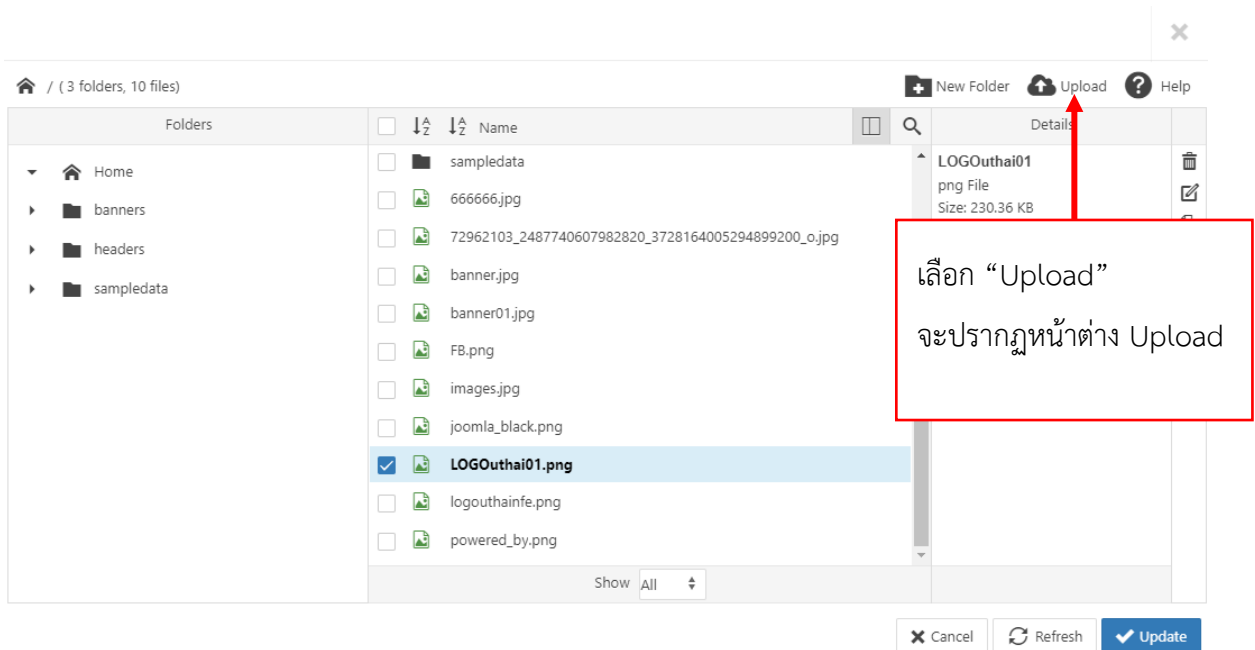 / ( 3 folders, 10 files)
New Folder
Upload
Help
Folders
Name
Details
Home
banners
headers
sampledata
sampledata
666666.jpg
72962103_2487740607982820_3728164005294899200_o.jpg
banner.jpg
banner01.jpg
FB.png
images.jpg
joomla_black.png
LOGOuthai01.png
logouthainfe.png
powered_by.png
LOGOuthai01
png File
Size: 230.36 KB
เลือก “Upload”
จะปรากฏหน้าต่าง Upload
Show All
Cancel
Refresh
Update